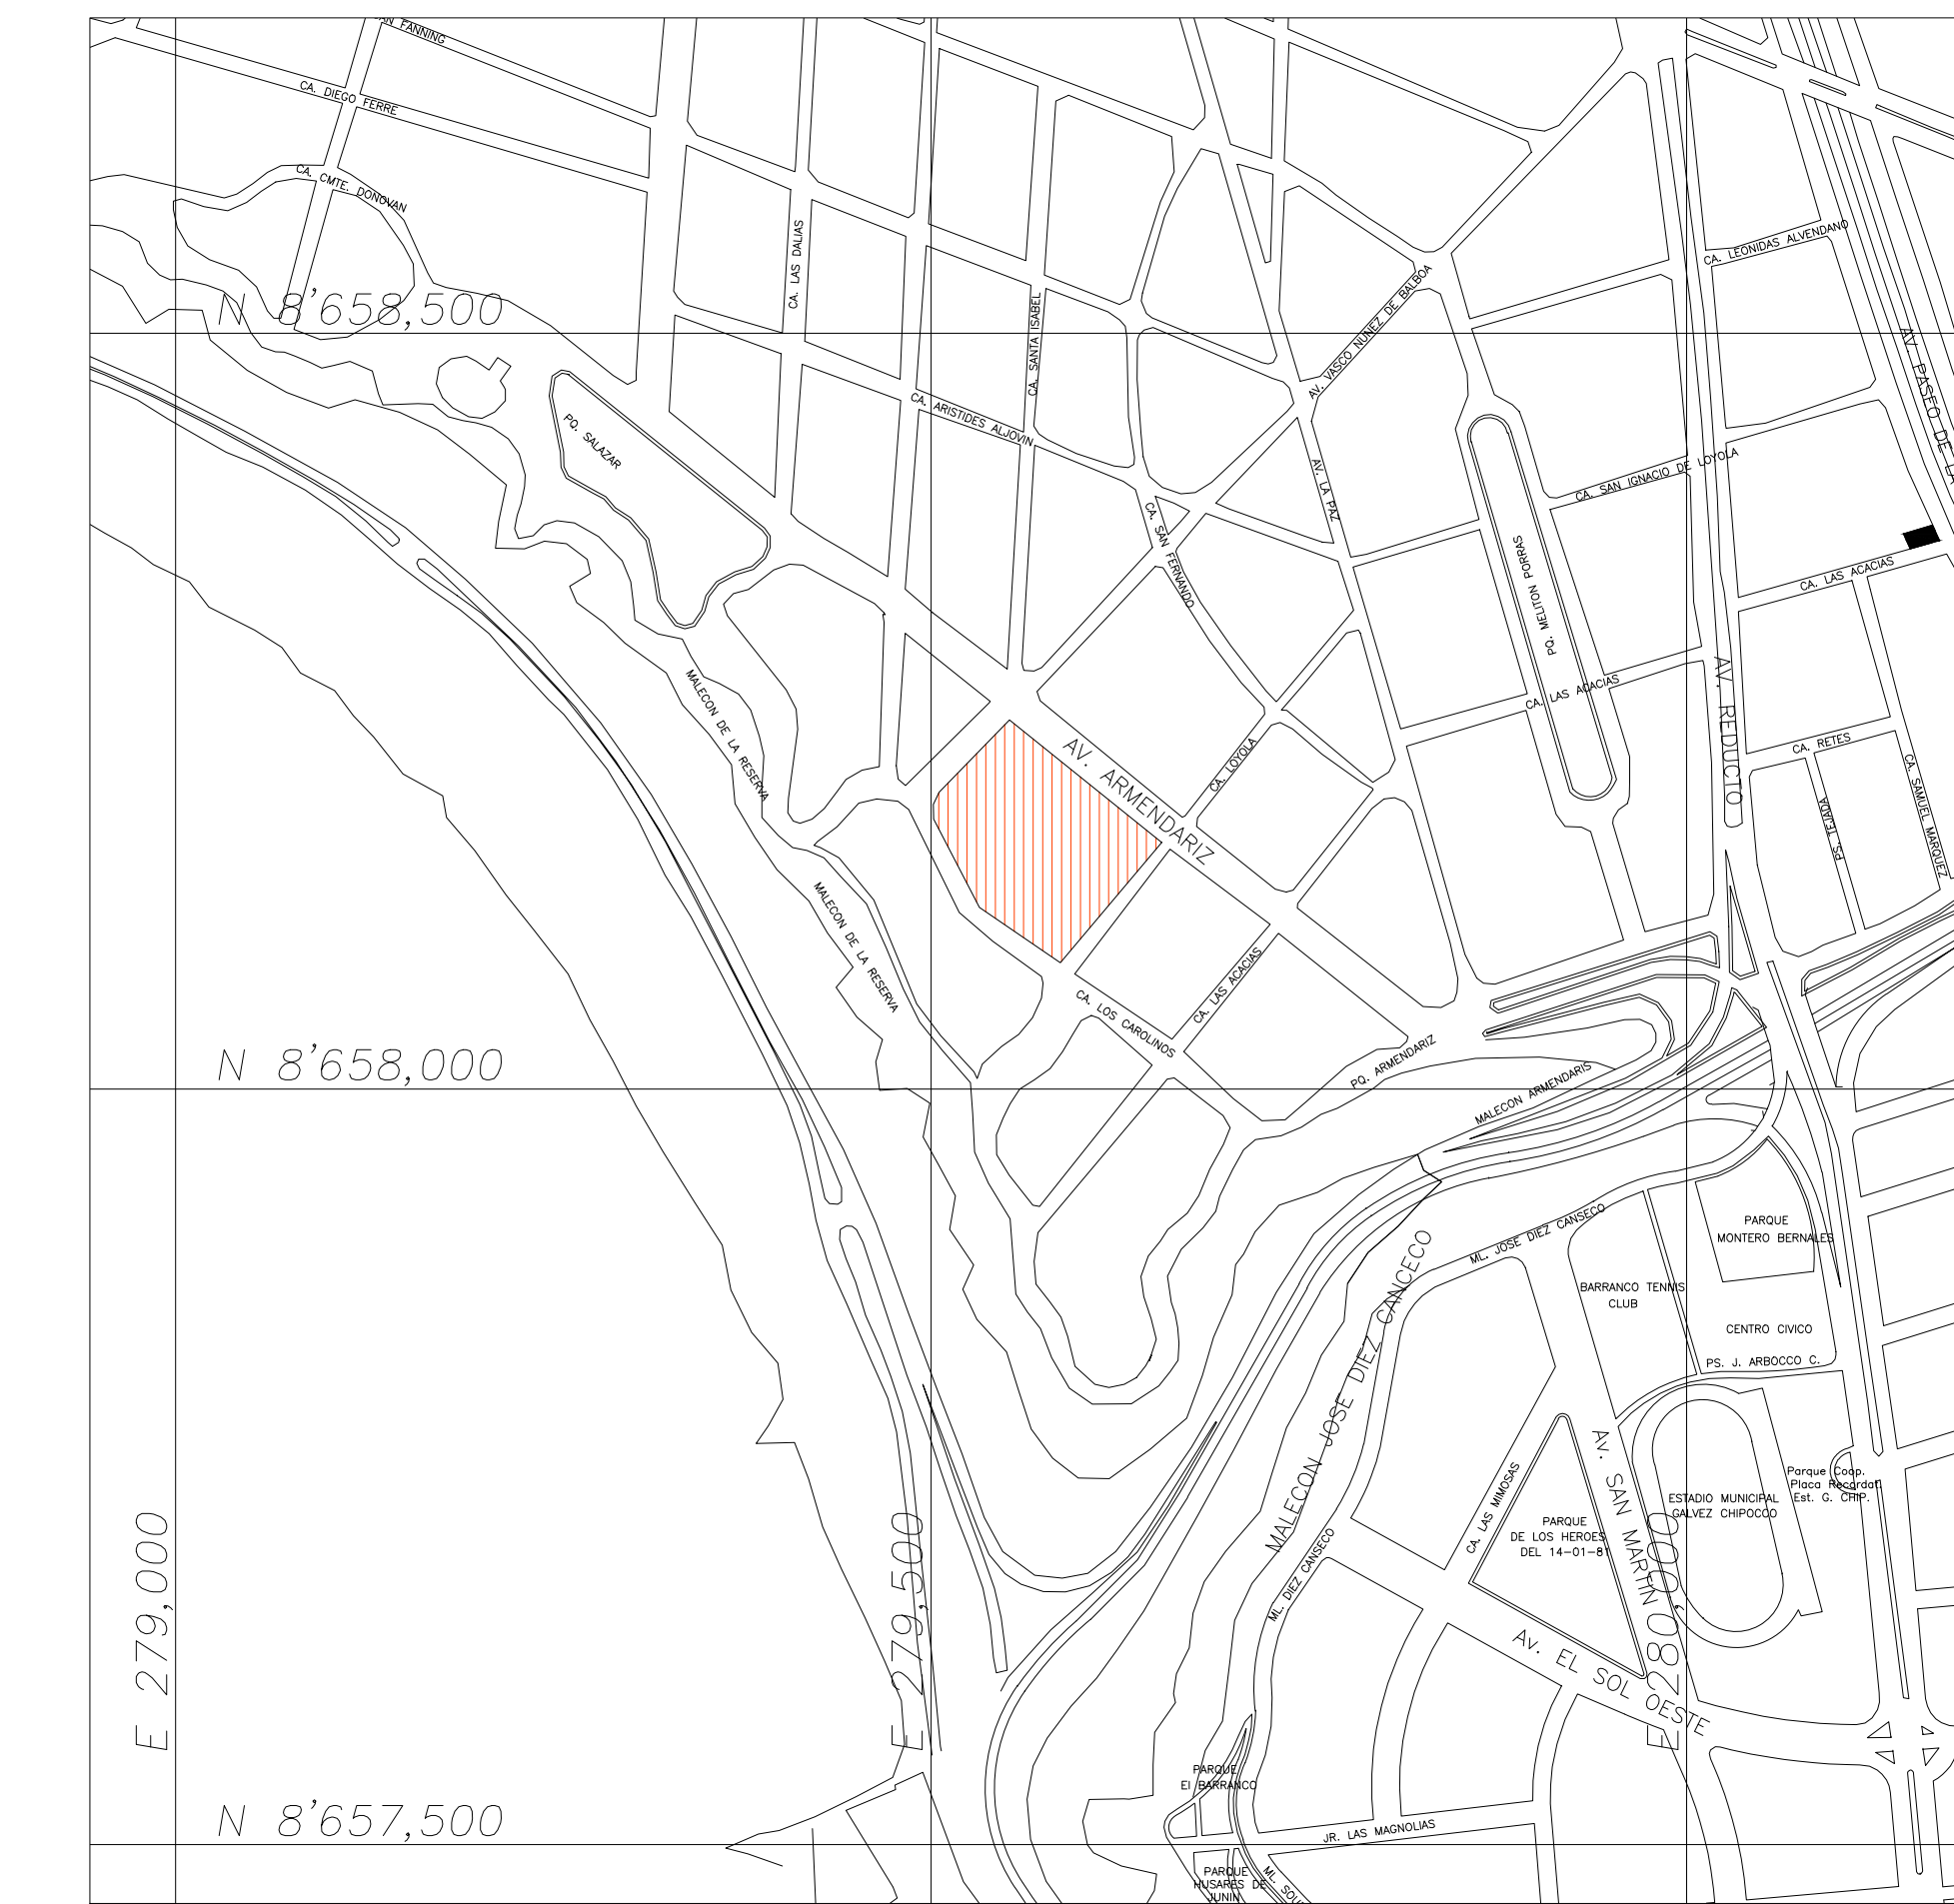 CA. DIEGO FERRE
CA. CMTE. DONOVAN
CA. LAS DALIAS
CA. LEONIDAS ALVENDANO
N 8'658,500
CA. SANTA ISABEL
AV. VASCO NUNEZ DE BALBOA
AV. PASEO DE LA
CA. ARISTIDES ALJOVIN
PQ. SALAZAR
AV. LA PAZ
CA. SAN IGNACIO DE LOYOLA
CA. SAN FERNANDO
PQ. MELITON PORRAS
CA. LAS ACACIAS
CA. LAS ACACIAS
AV. REDUCTO
MALECON DE LA RESERVA
AV. ARMENDARIZ
CA. LOYOLA
CA. RETES
PS. TEJADA
CA. SAMUEL MARQUEZ
MALECON DE LA RESERVA
CA. LAS ACACIAS
CA. LOS CAROLINOS
PQ. ARMENDARIZ
N 8'658,000
MALECON ARMENDARIS
ML. JOSE DIEZ CANSECO
PARQUE
MONTERO BERNALES
MALECON JOSE DIEZ CANCECO
BARRANCO TENNIS
CLUB
CENTRO CIVICO
PS. J. ARBOCCO C.
CA. LAS MIMOSAS
AV. SAN MARTIN
Parque Coop.
Placa Recordat.
Est. G. CHIP.
ESTADIO MUNICIPAL
GALVEZ CHIPOCCO
PARQUE
DE LOS HEROES
DEL 14-01-81
ML. DIEZ CANSECO
E 279,000
E 279,500
E 280,000
AV. EL SOL OESTE
PARQUE
El BARRANCO
N 8'657,500
JR. LAS MAGNOLIAS
PARQUE
HUSARES DE
JUNIN